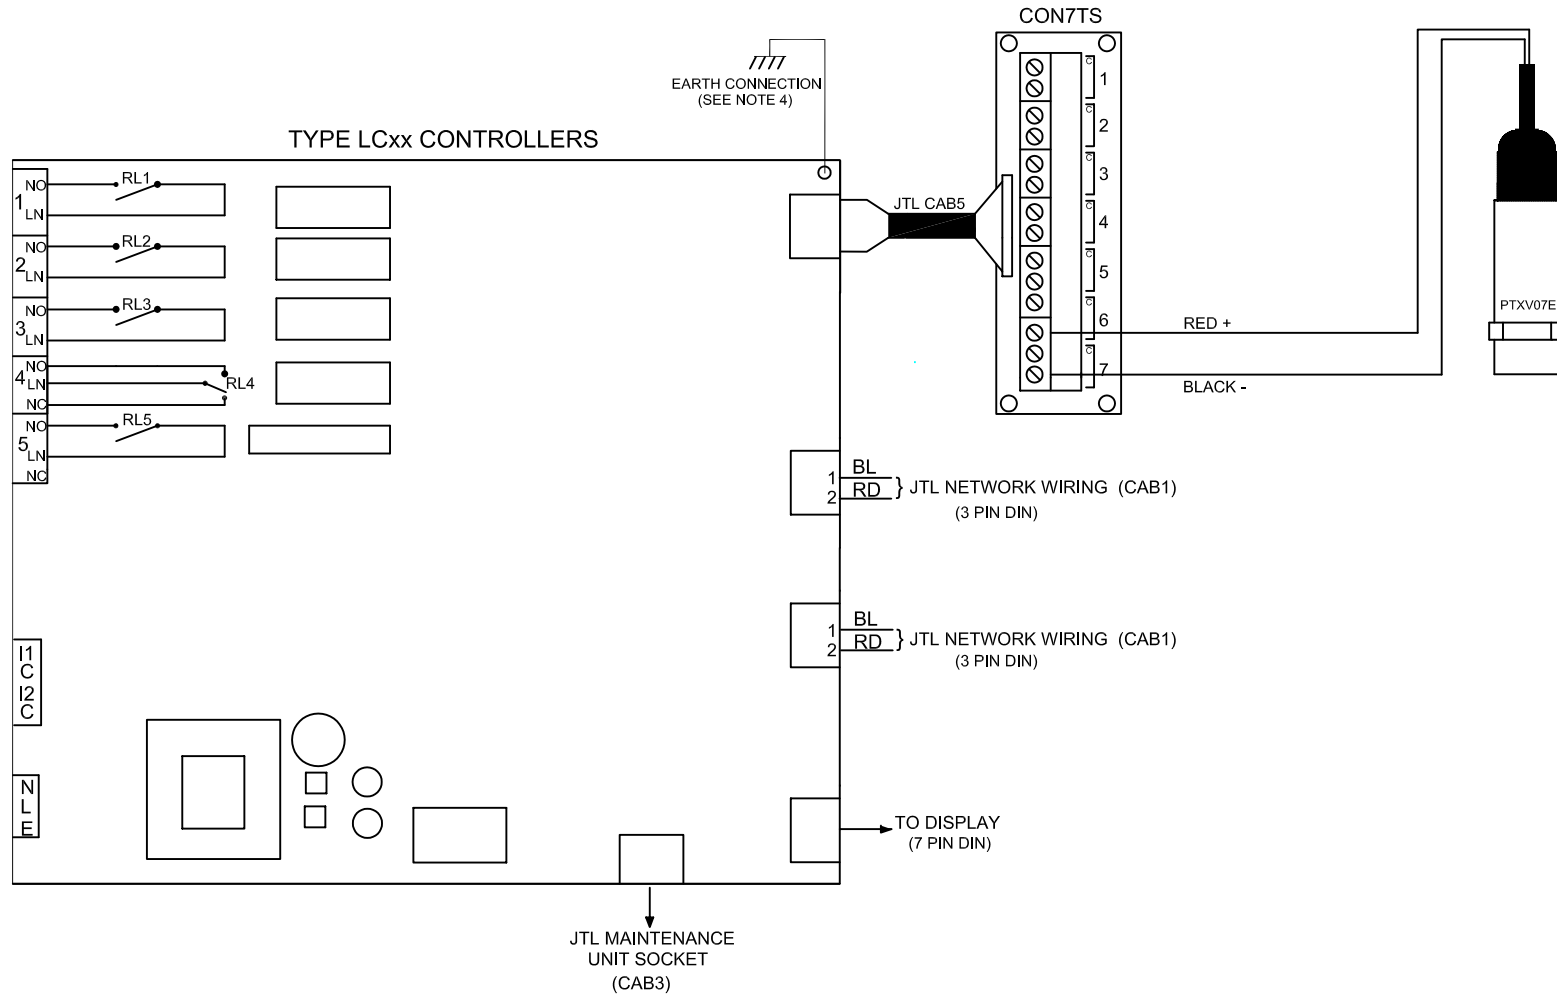 CON7TS
EARTH CONNECTION
(SEE NOTE 4)
TYPE LCxx CONTROLLERS
1 NO RL1
LN
2 NO RL2
LN
3 NO RL3
LN
4 NO
LN RL4
NC
5 NO RL5
LN
NC
JTL CAB5
C 1
C 2
C 3
C 4
C 5
C 6
C 7
RED +
BLACK -
PTXV07E
1 BL
2 RD
} JTL NETWORK WIRING (CAB1)
(3 PIN DIN)
1 BL
2 RD
} JTL NETWORK WIRING (CAB1)
(3 PIN DIN)
I1
C
I2
C
N
L
E
TO DISPLAY
(7 PIN DIN)
JTL MAINTENANCE
UNIT SOCKET
(CAB3)